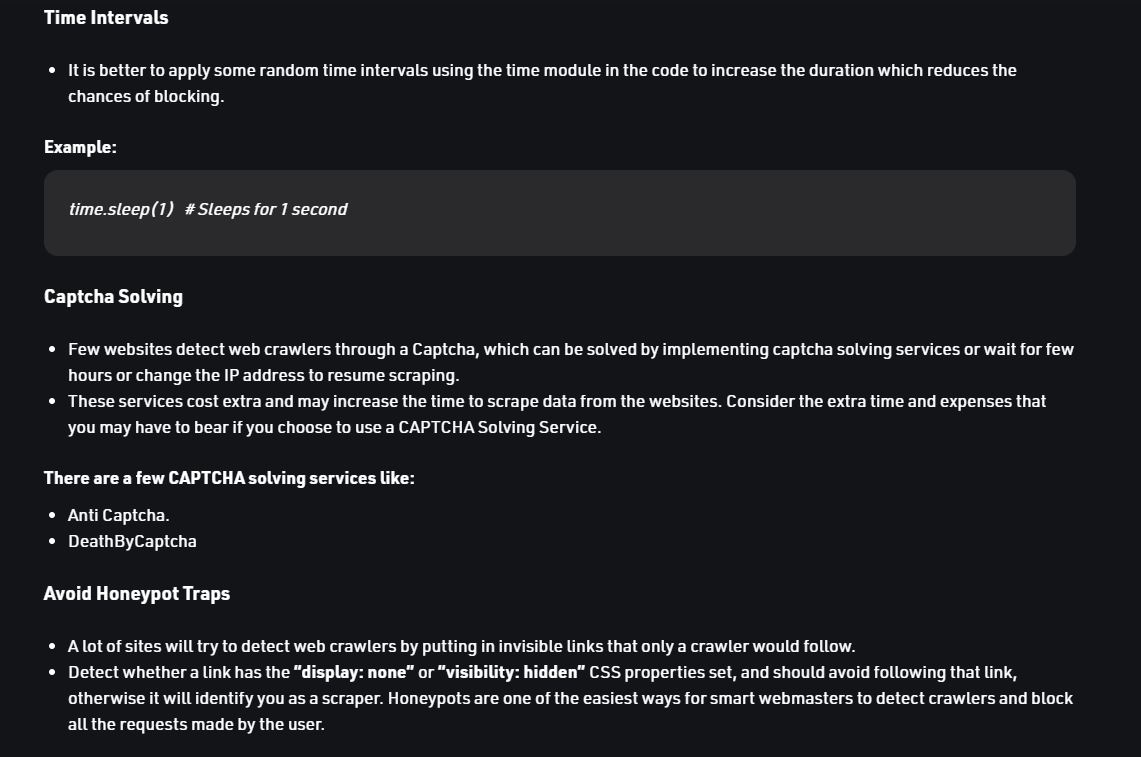 Time Intervals
• It is better to apply some random time intervals using the time module in the code to increase the duration which reduces the
chances of blocking.
Example:
time.sleep(1)  # Sleeps for 1 second
Captcha Solving
• Few websites detect web crawlers through a Captcha, which can be solved by implementing captcha solving services or wait for few
hours or change the IP address to resume scraping.
• These services cost extra and may increase the time to scrape data from the websites. Consider the extra time and expenses that
you may have to bear if you choose to use a CAPTCHA Solving Service.
There are a few CAPTCHA solving services like:
• Anti Captcha.
• DeathByCaptcha
Avoid Honeypot Traps
• A lot of sites will try to detect web crawlers by putting in invisible links that only a crawler would follow.
• Detect whether a link has the “display: none” or “visibility: hidden” CSS properties set, and should avoid following that link,
otherwise it will identify you as a scraper. Honeypots are one of the easiest ways for smart webmasters to detect crawlers and block
all the requests made by the user.